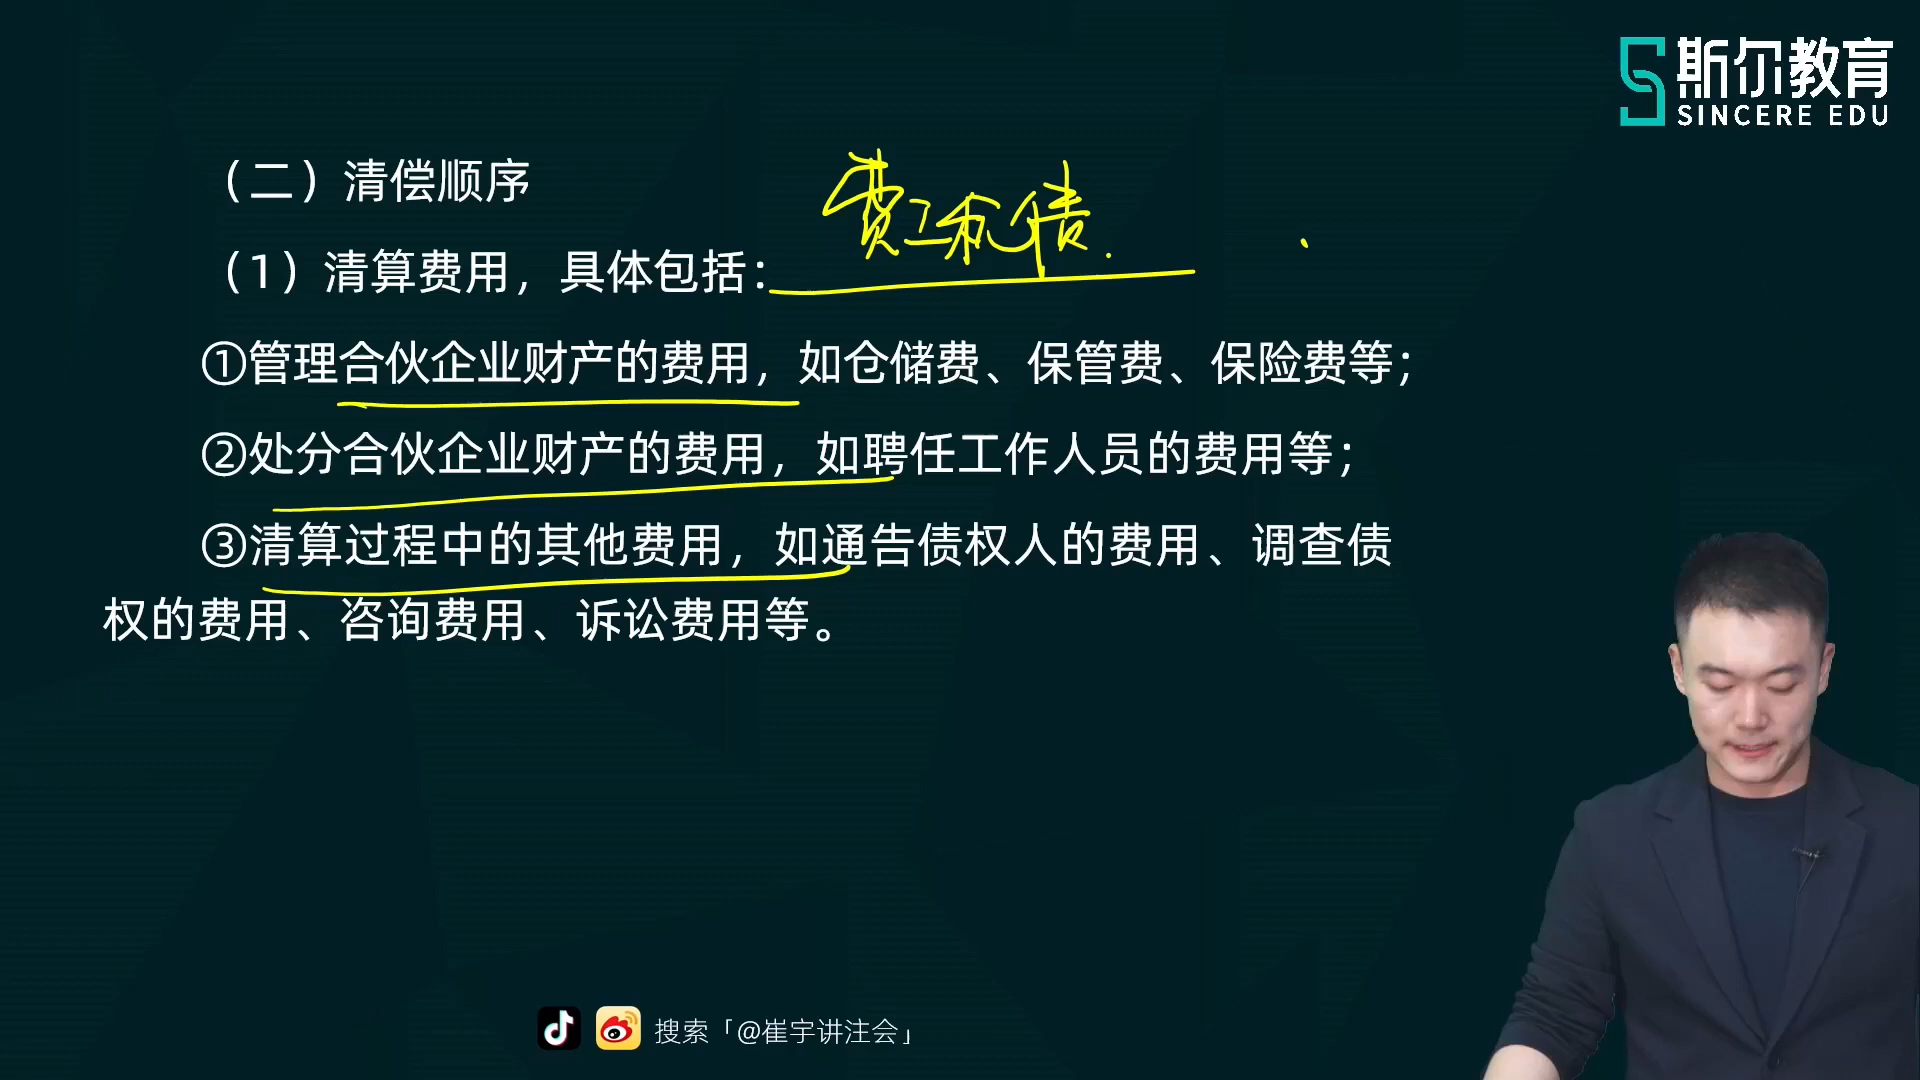 斯尔教育
SINCERE EDU
（二）清偿顺序
费工税债.
（1）清算费用，具体包括：
①管理合伙企业财产的费用，如仓储费、保管费、保险费等；
②处分合伙企业财产的费用，如聘任工作人员的费用等；
③清算过程中的其他费用，如通告债权人的费用、调查债
权的费用、咨询费用、诉讼费用等。
搜索「@崔宇讲注会」